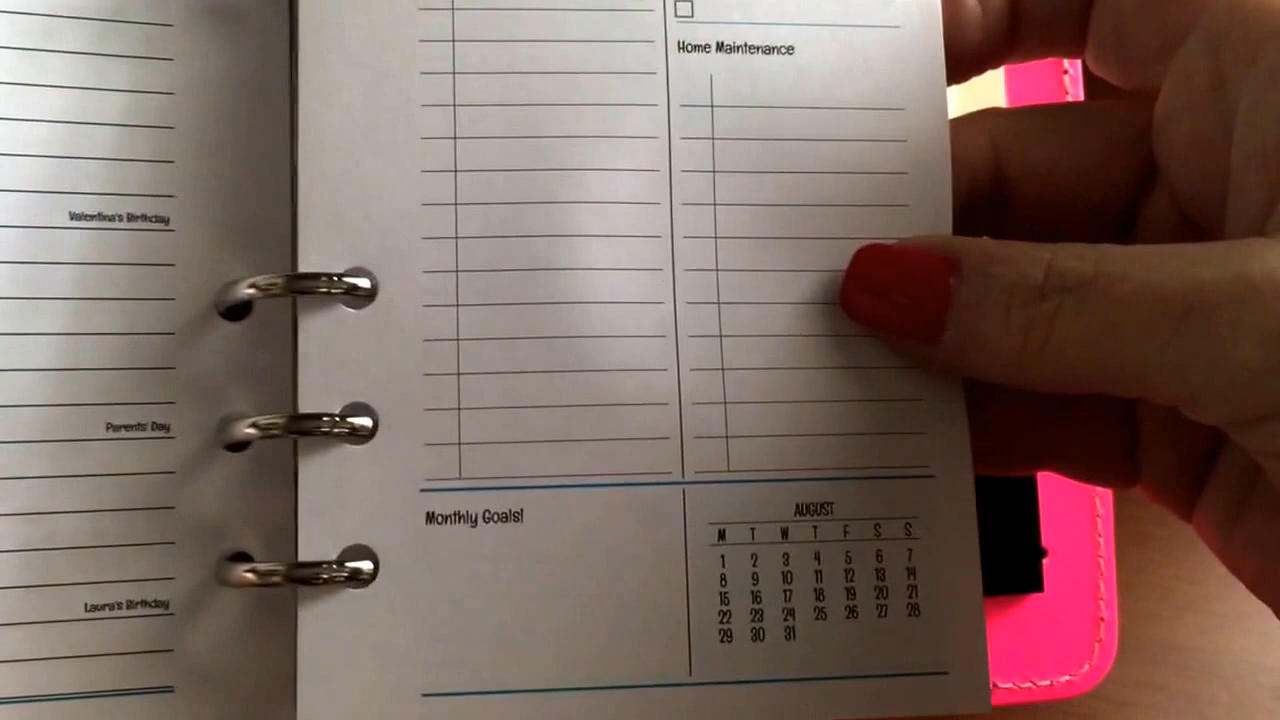 Valentina's Birthday
Parents' Day
Laura's Birthday
Home Maintenance
Monthly Goals!
AUGUST
M T W T F S S
1 2 3 4 5 6 7
8 9 10 11 12 13 14
15 16 17 18 19 20 21
22 23 24 25 26 27 28
29 30 31